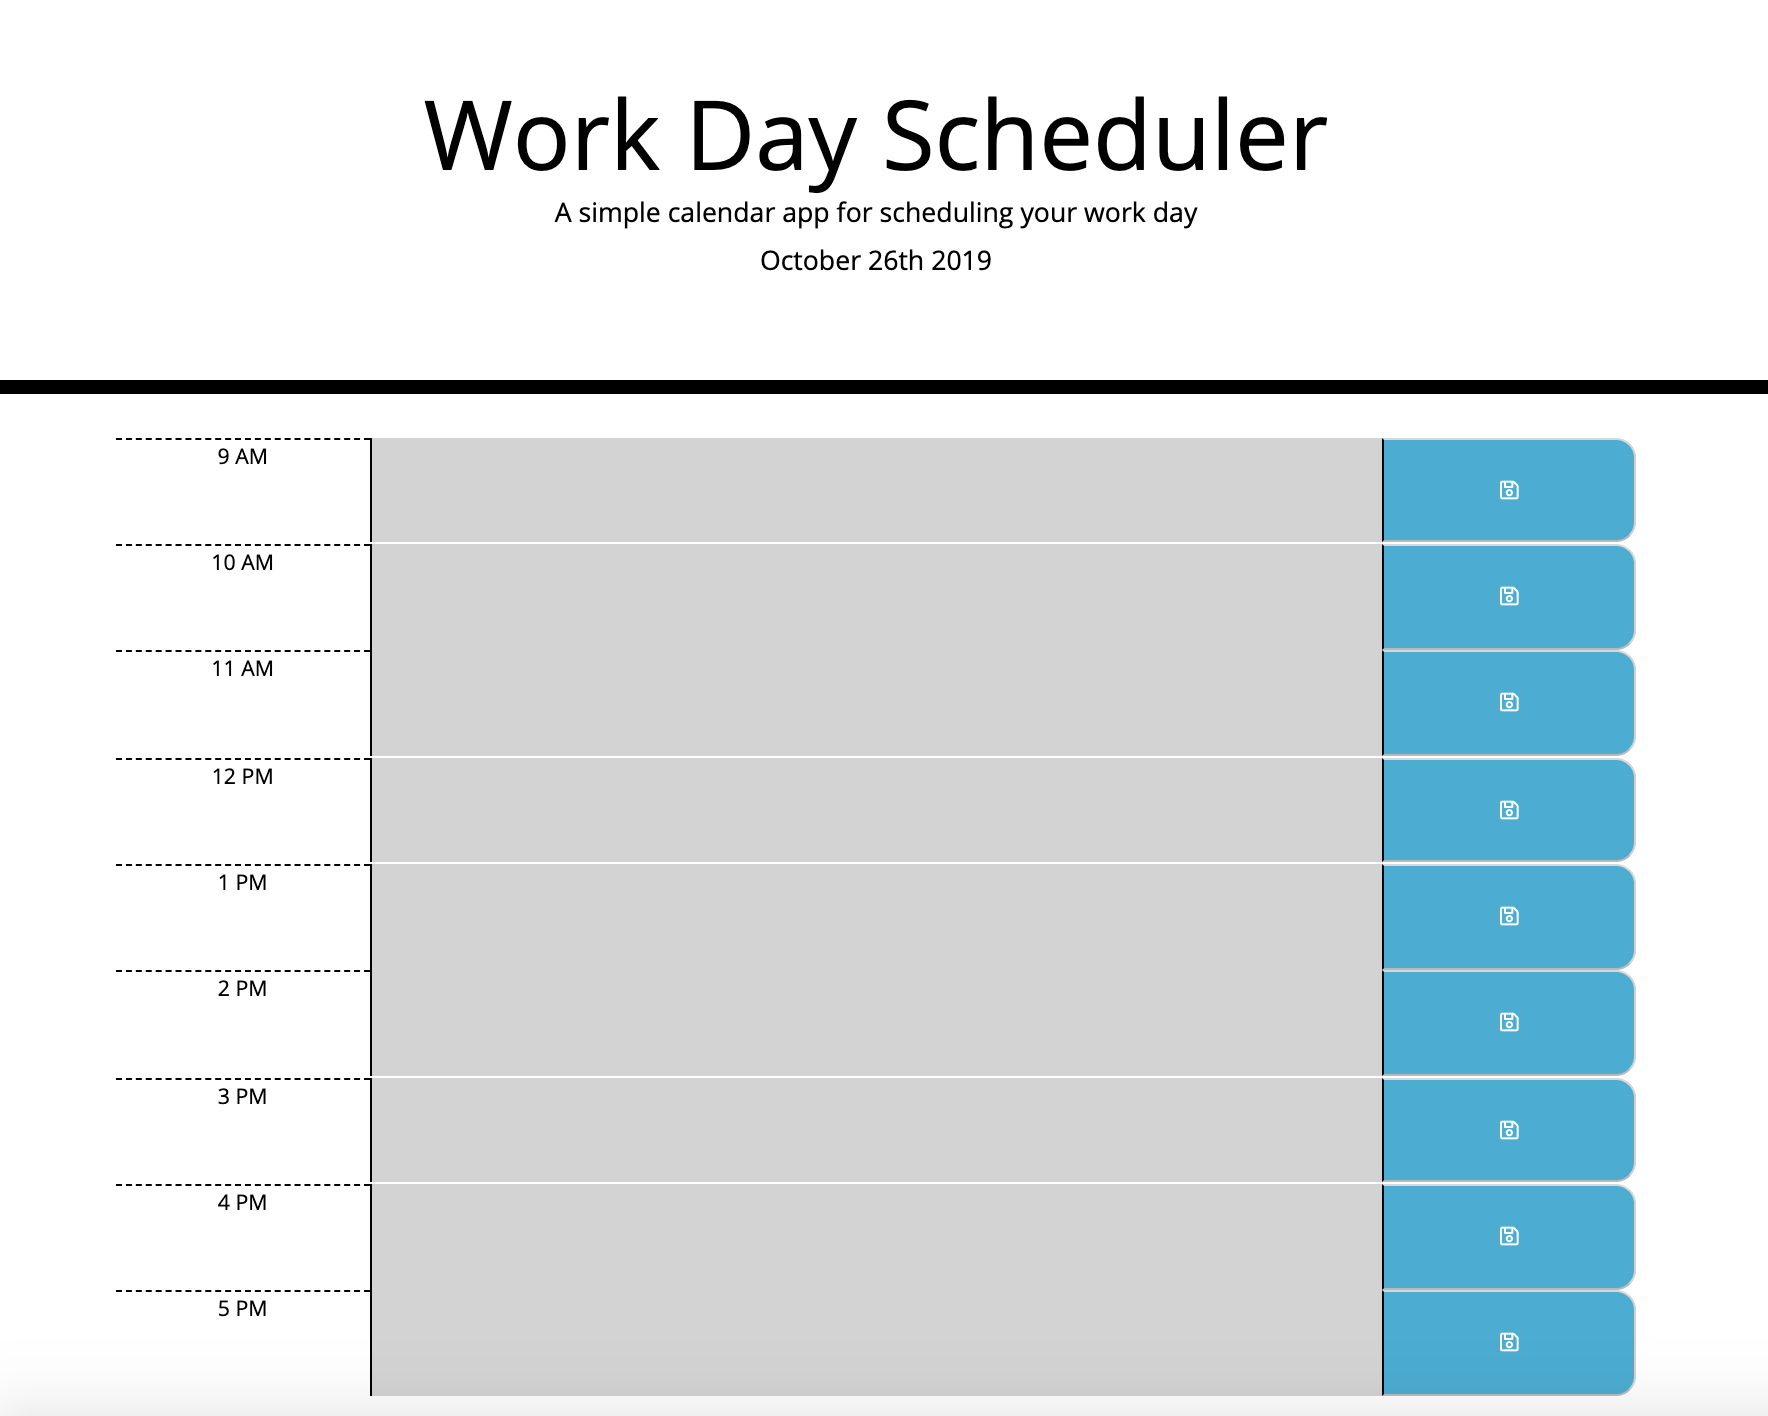 Work Day Scheduler
A simple calendar app for scheduling your work day
October 26th 2019
9 AM
10 AM
11 AM
12 PM
1 PM
2 PM
3 PM
4 PM
5 PM